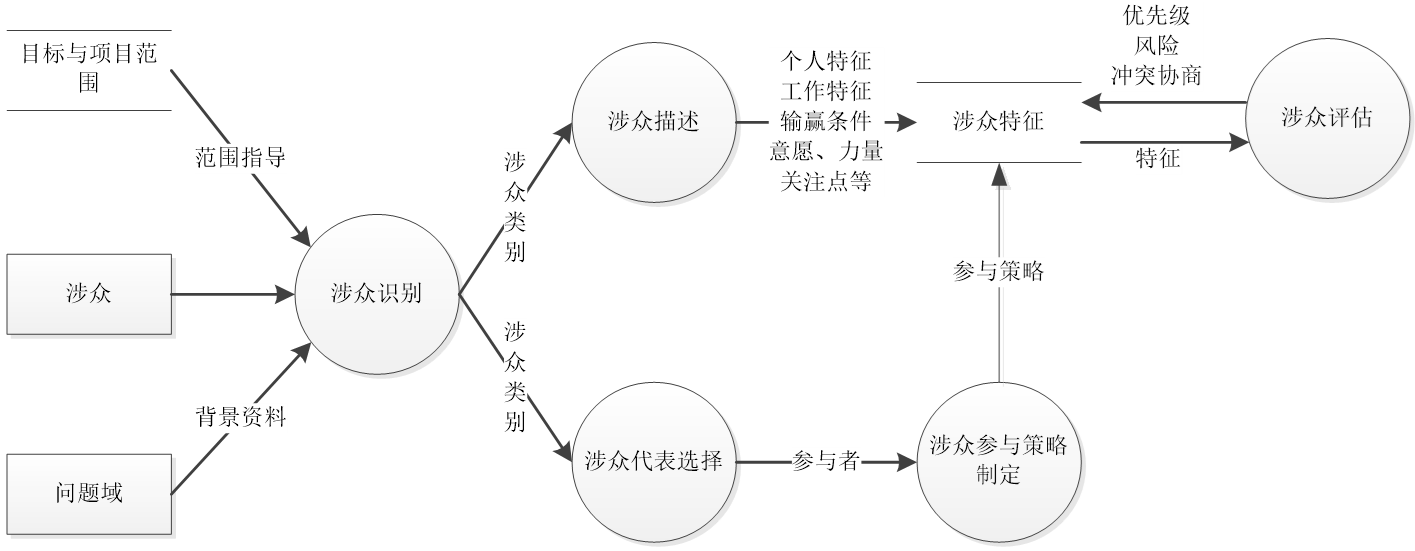 目标与项目范
围
范围指导
涉众
背景资料
问题域
涉众识别
涉
众
类
别
涉
众
类
别
涉众描述
涉众代表选择
个人特征
工作特征
输赢条件
意愿、力量
关注点等
参与者
涉众特征
参与策略
涉众参与策略
制定
优先级
风险
冲突协商
特征
涉众评估